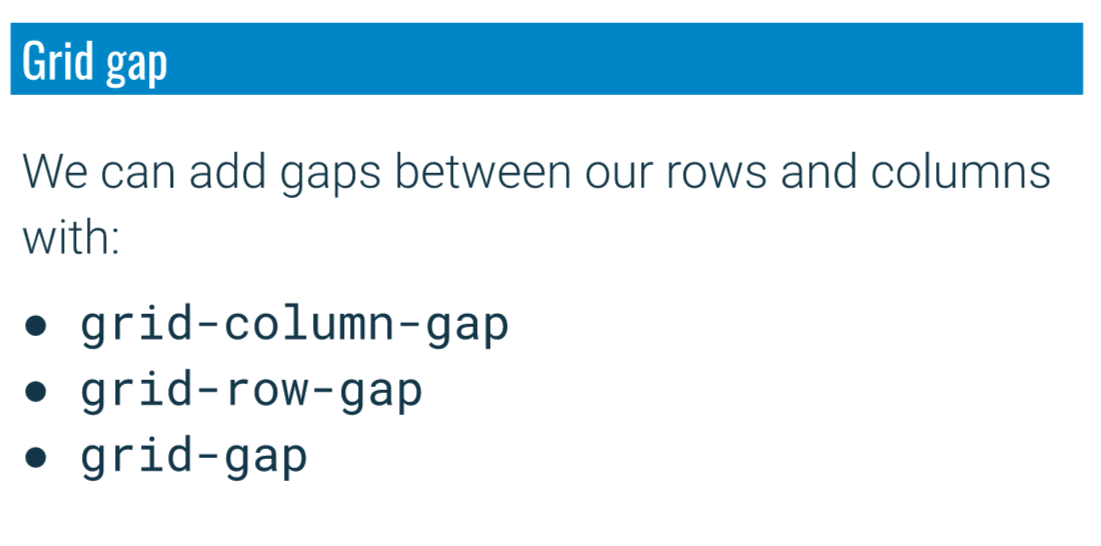 Grid gap
We can add gaps between our rows and columns
with:
● grid-column-gap
● grid-row-gap
● grid-gap